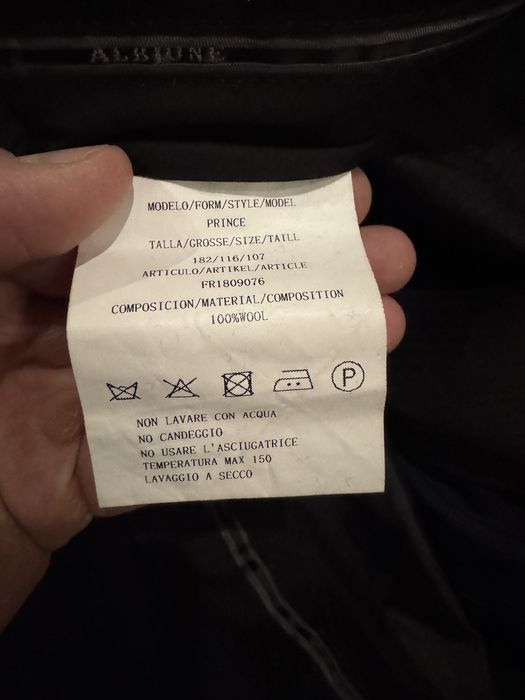 MODELO/FORM/STYLE/MODEL
PRINCE
TALLA/GROSSE/SIZE/TAILL
182/116/107
ARTICULO/ARTIKEL/ARTICLE
FR1809076
COMPOSICION/MATERIAL/COMPOSITION
100%WOOL
P
NON LAVARE CON ACQUA
NO CANDEGGIO
NO USARE L'ASCIUGATRICE
TEMPERATURA MAX 150
LAVAGGIO A SECCO